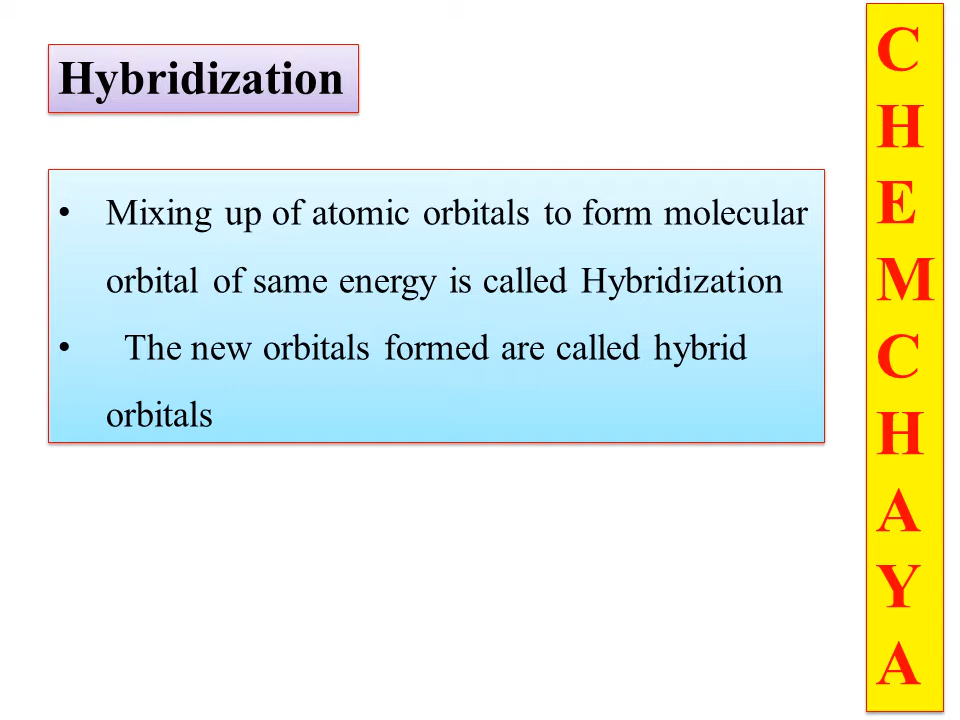 Hybridization
• Mixing up of atomic orbitals to form molecular
orbital of same energy is called Hybridization
• The new orbitals formed are called hybrid
orbitals
C
H
E
M
C
H
A
Y
A